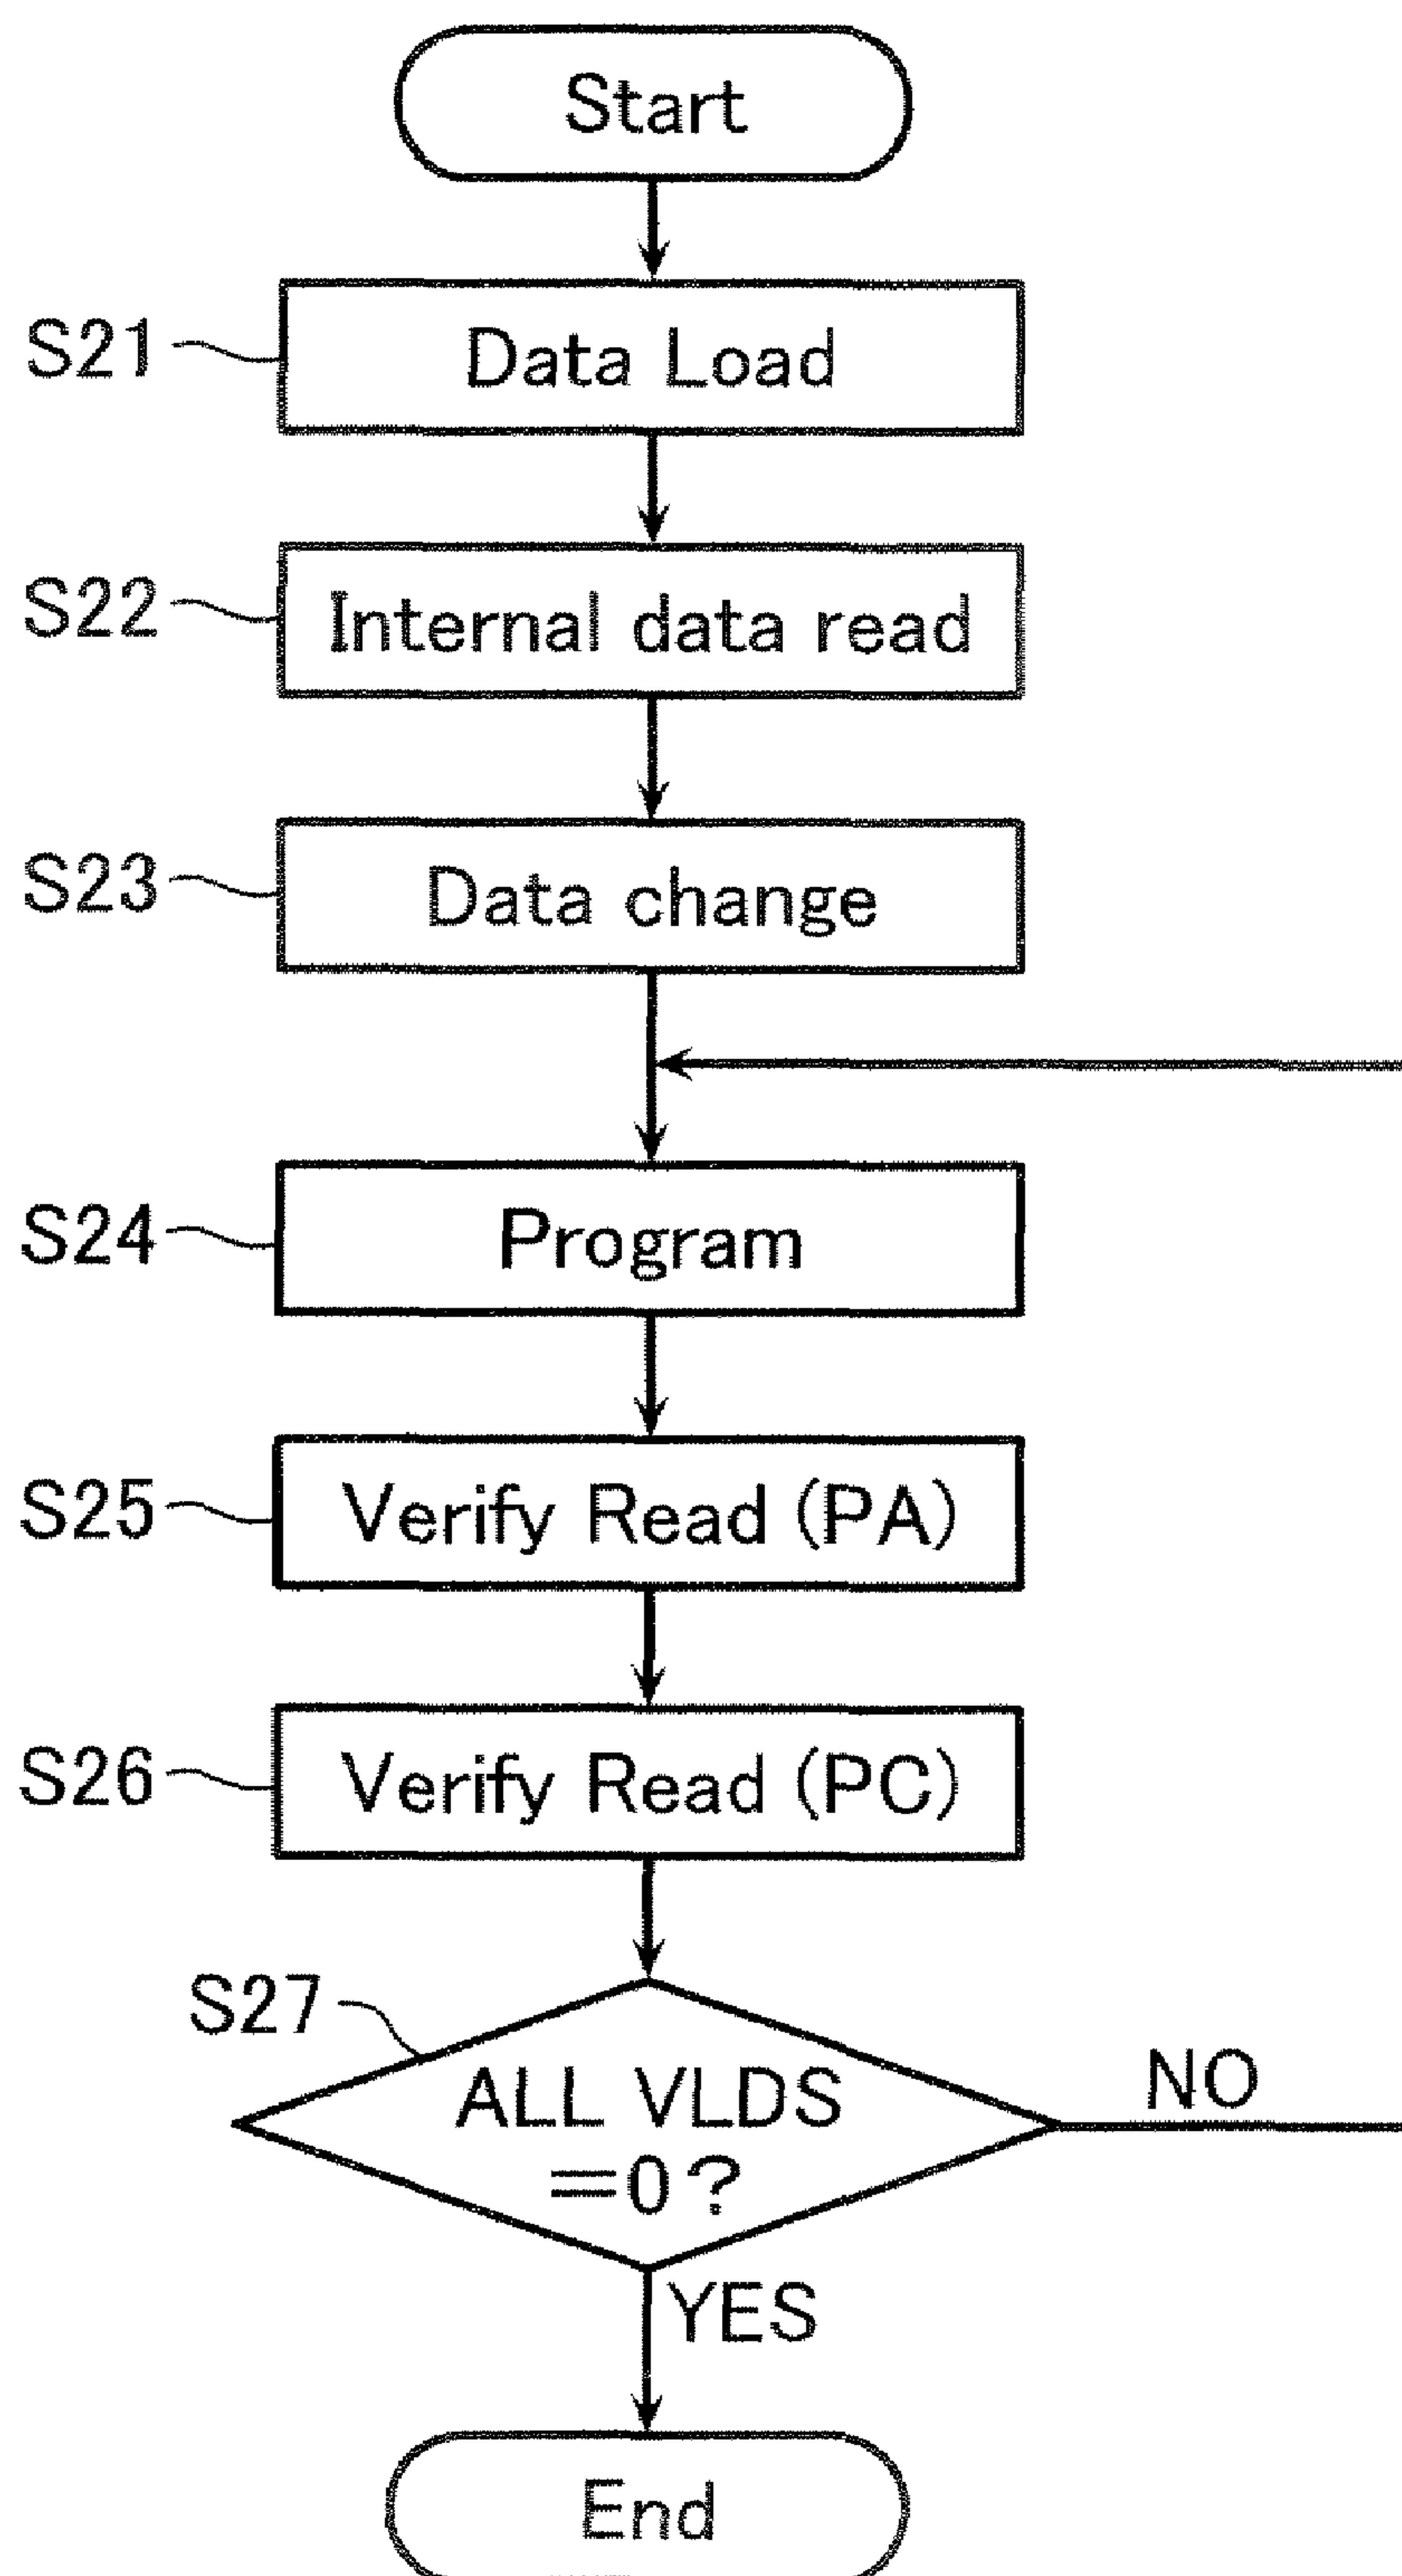 Start
S21
Data Load
S22
Internal data read
S23
Data change
S24
Program
S25
Verify Read (PA)
S26
Verify Read (PC)
S27
ALL VLDS
=0?
NO
YES
End